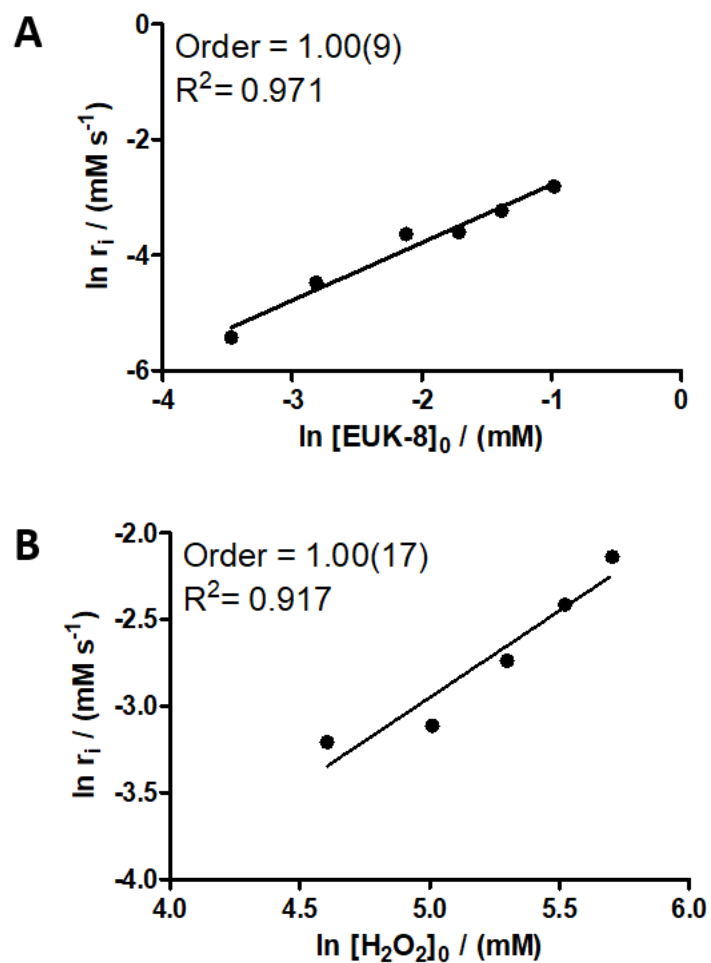 A
Order = 1.00(9)
R²= 0.971
ln rᵢ / (mM s⁻¹)
0
-2
-4
-6
-4
-3
-2
-1
0
ln [EUK-8]₀ / (mM)
B
Order = 1.00(17)
R²= 0.917
ln rᵢ / (mM s⁻¹)
-2.0
-2.5
-3.0
-3.5
-4.0
4.0
4.5
5.0
5.5
6.0
ln [H₂O₂]₀ / (mM)